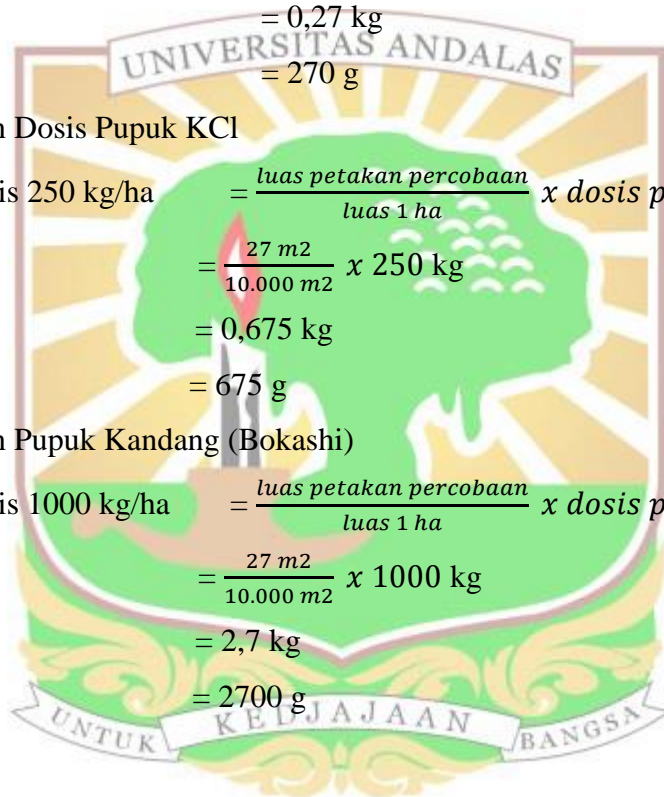 = 0,27 kg
UNIVERSITAS ANDALAS
= 270 g
n Dosis Pupuk KCl
is 250 kg/ha = luas petakan percobaan / luas 1 ha x dosis p
= 27 m2 / 10.000 m2 x 250 kg
= 0,675 kg
= 675 g
n Pupuk Kandang (Bokashi)
is 1000 kg/ha = luas petakan percobaan / luas 1 ha x dosis p
= 27 m2 / 10.000 m2 x 1000 kg
= 2,7 kg
= 2700 g
UNTUK KEDJAJAAN BANGSA